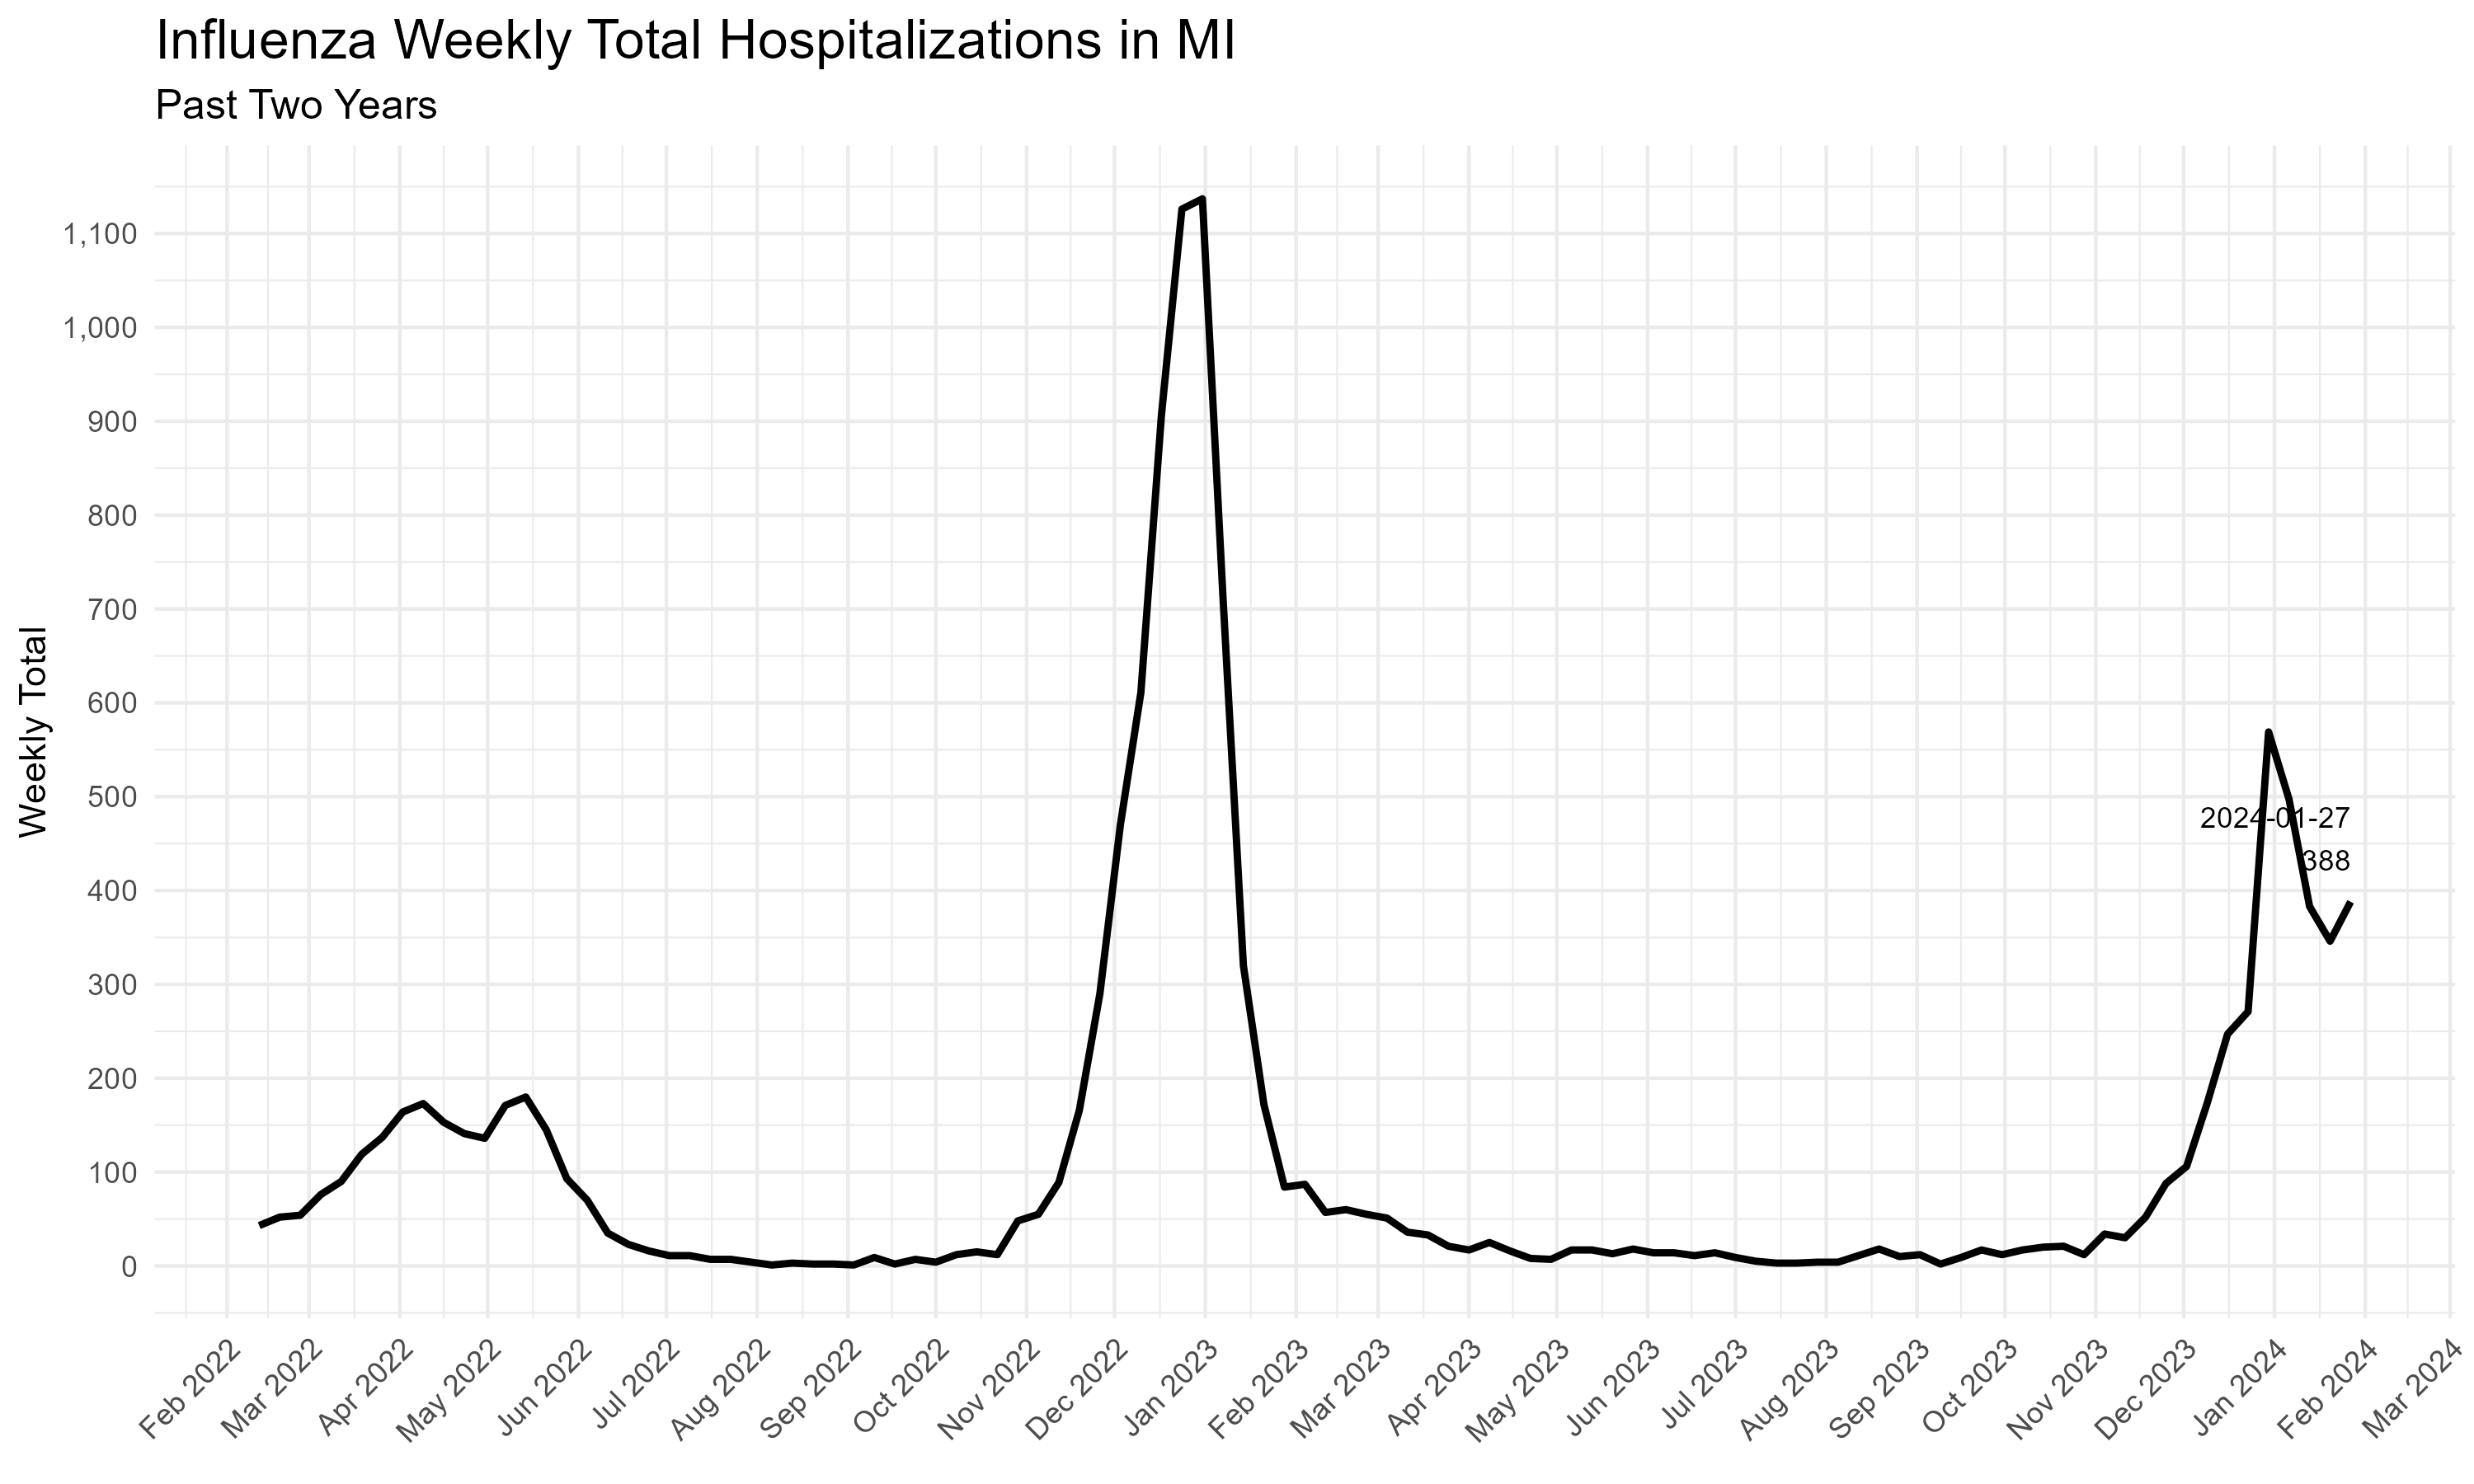 Influenza Weekly Total Hospitalizations in MI
Past Two Years
Weekly Total
1,100
1,000
900
800
700
600
500
400
300
200
100
0
2024-01-27
388
Feb 2022
Mar 2022
Apr 2022
May 2022
Jun 2022
Jul 2022
Aug 2022
Sep 2022
Oct 2022
Nov 2022
Dec 2022
Jan 2023
Feb 2023
Mar 2023
Apr 2023
May 2023
Jun 2023
Jul 2023
Aug 2023
Sep 2023
Oct 2023
Nov 2023
Dec 2023
Jan 2024
Feb 2024
Mar 2024